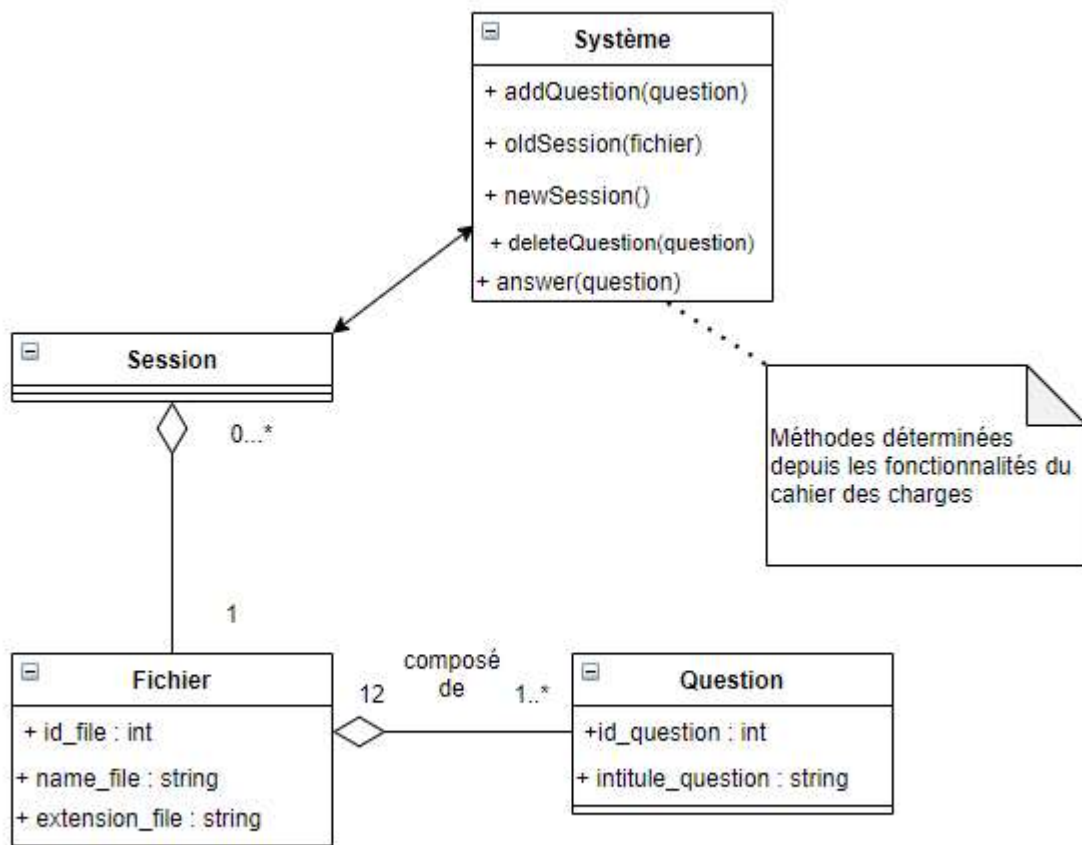 Système
+ addQuestion(question)
+ oldSession(fichier)
+ newSession()
+ deleteQuestion(question)
+ answer(question)
Session
0...*
Méthodes déterminées
depuis les fonctionnalités du
cahier des charges
1
Fichier
+ id_file : int
+ name_file : string
+ extension_file : string
12
composé
de
1..*
Question
+id_question : int
+ intitule_question : string